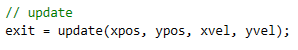 // update
exit = update(xpos, ypos, xvel, yvel);